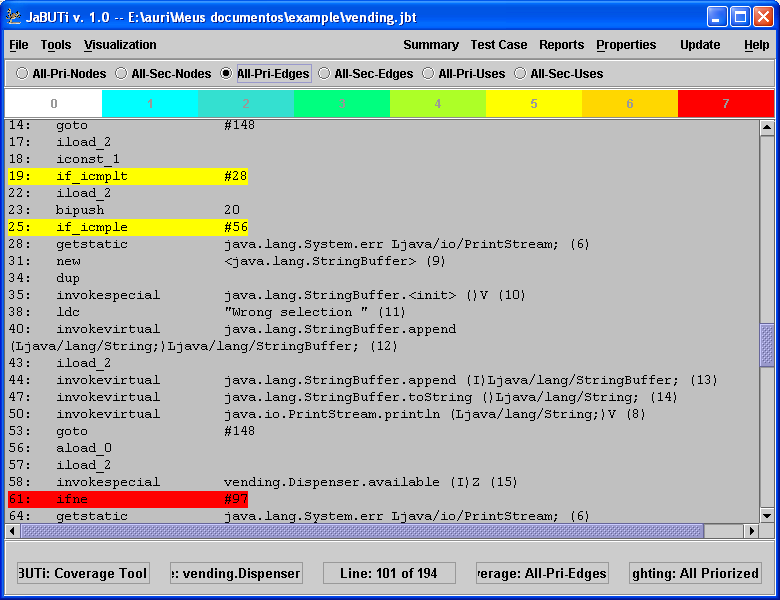 JaBUTi v. 1.0 -- E:\auri\Meus documentos\example\vending.jbt
File Tools Visualization Summary Test Case Reports Properties Update Help
All-Pri-Nodes All-Sec-Nodes All-Pri-Edges All-Sec-Edges All-Pri-Uses All-Sec-Uses
0 1 2 3 4 5 6 7
14: goto #148
17: iload_2
18: iconst_1
19: if_icmplt #28
22: iload_2
23: bipush 20
25: if_icmple #56
28: getstatic java.lang.System.err Ljava/io/PrintStream; (6)
31: new <java.lang.StringBuffer> (9)
34: dup
35: invokespecial java.lang.StringBuffer.<init> ()V (10)
38: ldc "Wrong selection " (11)
40: invokevirtual java.lang.StringBuffer.append
(Ljava/lang/String;)Ljava/lang/StringBuffer; (12)
43: iload_2
44: invokevirtual java.lang.StringBuffer.append (I)Ljava/lang/StringBuffer; (13)
47: invokevirtual java.lang.StringBuffer.toString ()Ljava/lang/String; (14)
50: invokevirtual java.io.PrintStream.println (Ljava/lang/String;)V (8)
53: goto #148
56: aload_0
57: iload_2
58: invokespecial vending.Dispenser.available (I)Z (15)
61: ifne #97
64: getstatic java.lang.System.err Ljava/io/PrintStream; (6)
BUTi: Coverage Tool e: vending.Dispenser Line: 101 of 194 verage: All-Pri-Edges ghting: All Priorized